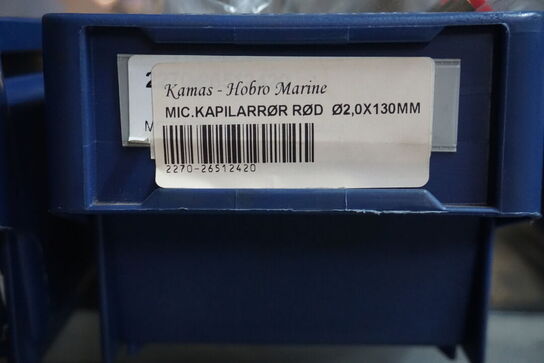 Kamas - Hobro Marine
MIC.KAPILARRØR RØD Ø2,0X130MM
2270-26512420